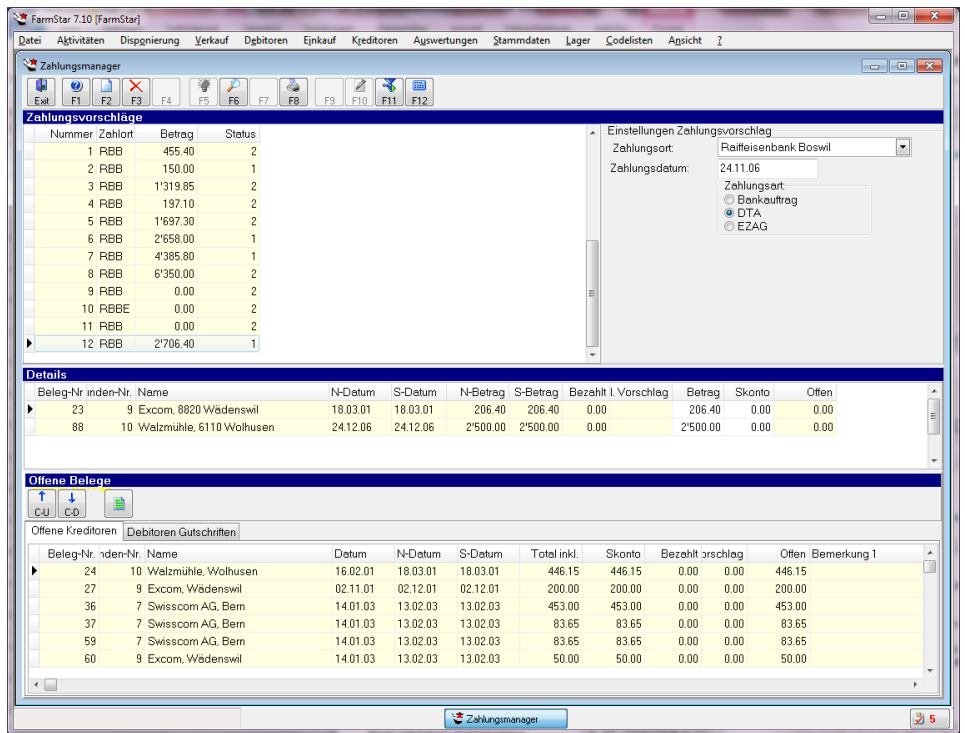 FarmStar 7.10 [FarmStar]
Datei Aktivitäten Disponierung Verkauf Debitoren Einkauf Kreditoren Auswertungen Stammdaten Lager Codelisten Ansicht ?
Zahlungsmanager
Exit F1 F2 F3 F4 F5 F6 F7 F8 F9 F10 F11 F12
Zahlungsvorschläge
Nummer Zahlort Betrag Status
1 RBB 455.40 2
2 RBB 150.00 1
3 RBB 1'319.85 2
4 RBB 197.10 2
5 RBB 1'697.30 2
6 RBB 2'658.00 1
7 RBB 4'385.80 1
8 RBB 6'350.00 2
9 RBB 0.00 2
10 RBBE 0.00 2
11 RBB 0.00 2
12 RBB 2'706.40 1
Einstellungen Zahlungsvorschlag
Zahlungsort: Raiffeisenbank Boswil
Zahlungsdatum: 24.11.06
Zahlungsart:
Bankauftrag
DTA
EZAG
Details
Beleg-Nr unden-Nr. Name N-Datum S-Datum N-Betrag S-Betrag Bezahlt l. Vorschlag Betrag Skonto Offen
23 9 Excom, 8820 Wädenswil 18.03.01 18.03.01 206.40 206.40 0.00 206.40 0.00 0.00
88 10 Walzmühle, 6110 Wolhusen 24.12.06 24.12.06 2'500.00 2'500.00 0.00 2'500.00 0.00 0.00
Offene Belege
C-U C-D
Offene Kreditoren Debitoren Gutschriften
Beleg-Nr. nden-Nr. Name Datum N-Datum S-Datum Total inkl. Skonto Bezahlt orschlag Offen Bemerkung 1
24 10 Walzmühle, Wolhusen 16.02.01 18.03.01 18.03.01 446.15 446.15 0.00 0.00 446.15
27 9 Excom, Wädenswil 02.11.01 02.12.01 02.12.01 200.00 200.00 0.00 0.00 200.00
36 7 Swisscom AG, Bern 14.01.03 13.02.03 13.02.03 453.00 453.00 0.00 0.00 453.00
37 7 Swisscom AG, Bern 14.01.03 13.02.03 13.02.03 83.65 83.65 0.00 0.00 83.65
59 7 Swisscom AG, Bern 14.01.03 13.02.03 13.02.03 83.65 83.65 0.00 0.00 83.65
60 9 Excom, Wädenswil 14.01.03 13.02.03 13.02.03 50.00 50.00 0.00 0.00 50.00
Zahlungsmanager
5